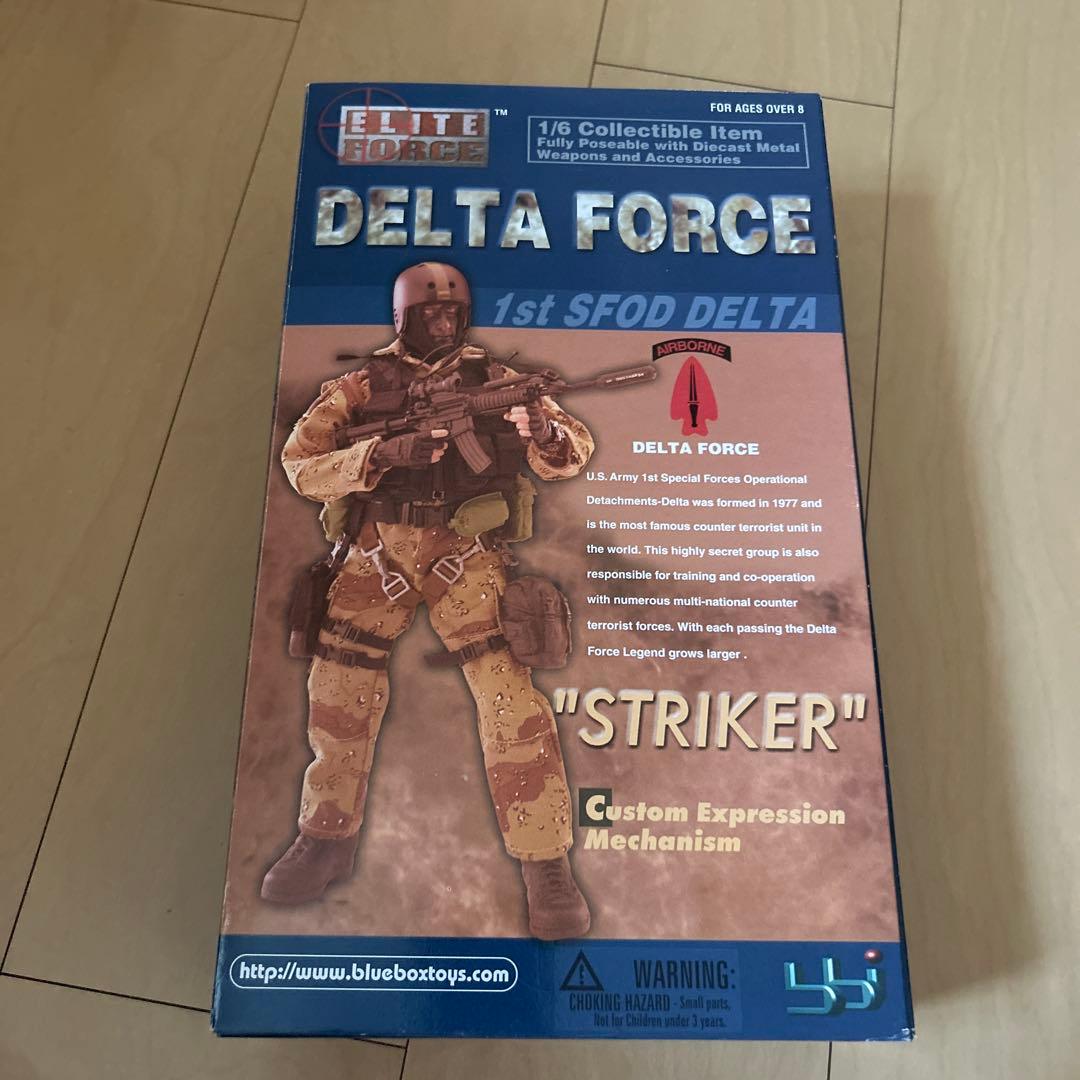 FOR AGES OVER 8
ELITE
FORCE
TM
1/6 Collectible Item
Fully Poseable with Diecast Metal
Weapons and Accessories
DELTA FORCE
1st SFOD DELTA
AIRBORNE
DELTA FORCE
U.S. Army 1st Special Forces Operational
Detachments-Delta was formed in 1977 and
is the most famous counter terrorist unit in
the world. This highly secret group is also
responsible for training and co-operation
with numerous multi-national counter
terrorist forces. With each passing the Delta
Force Legend grows larger .
"STRIKER"
Custom Expression
Mechanism
http://www.blueboxtoys.com
WARNING:
CHOKING HAZARD - Small parts.
Not for Children under 3 years.
bbi